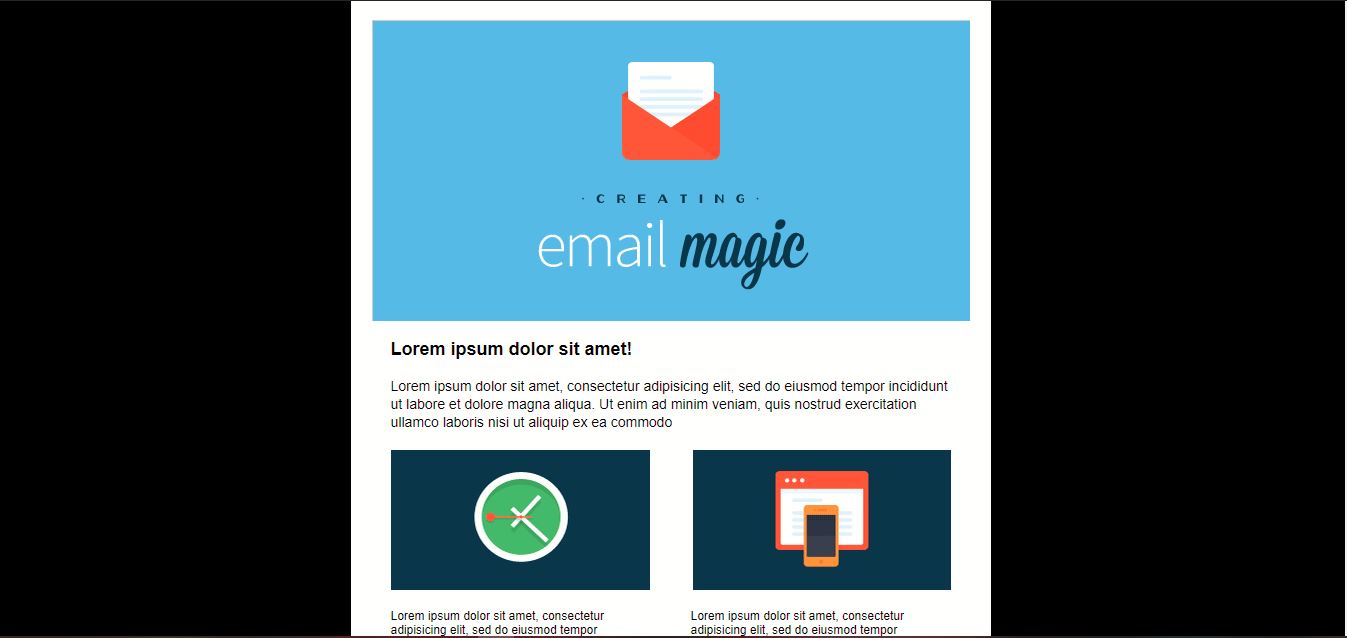 · CREATING ·
email magic
Lorem ipsum dolor sit amet!
Lorem ipsum dolor sit amet, consectetur adipisicing elit, sed do eiusmod tempor incididunt
ut labore et dolore magna aliqua. Ut enim ad minim veniam, quis nostrud exercitation
ullamco laboris nisi ut aliquip ex ea commodo
Lorem ipsum dolor sit amet, consectetur
adipisicing elit, sed do eiusmod tempor
Lorem ipsum dolor sit amet, consectetur
adipisicing elit, sed do eiusmod tempor